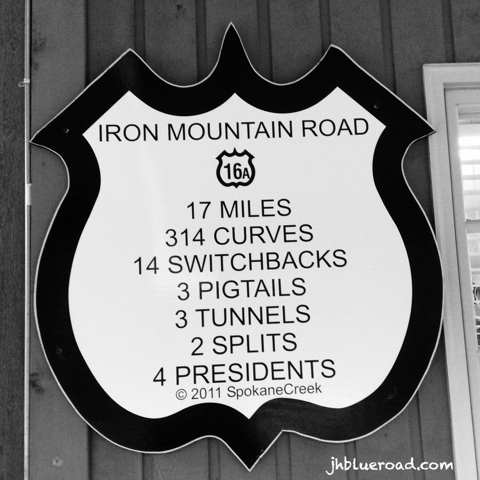 IRON MOUNTAIN ROAD
16A
17 MILES
314 CURVES
14 SWITCHBACKS
3 PIGTAILS
3 TUNNELS
2 SPLITS
4 PRESIDENTS
© 2011 SpokaneCreek
jhblueroad.com